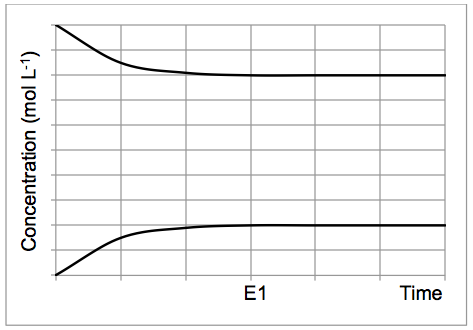 Concentration (mol L⁻¹)
E1
Time